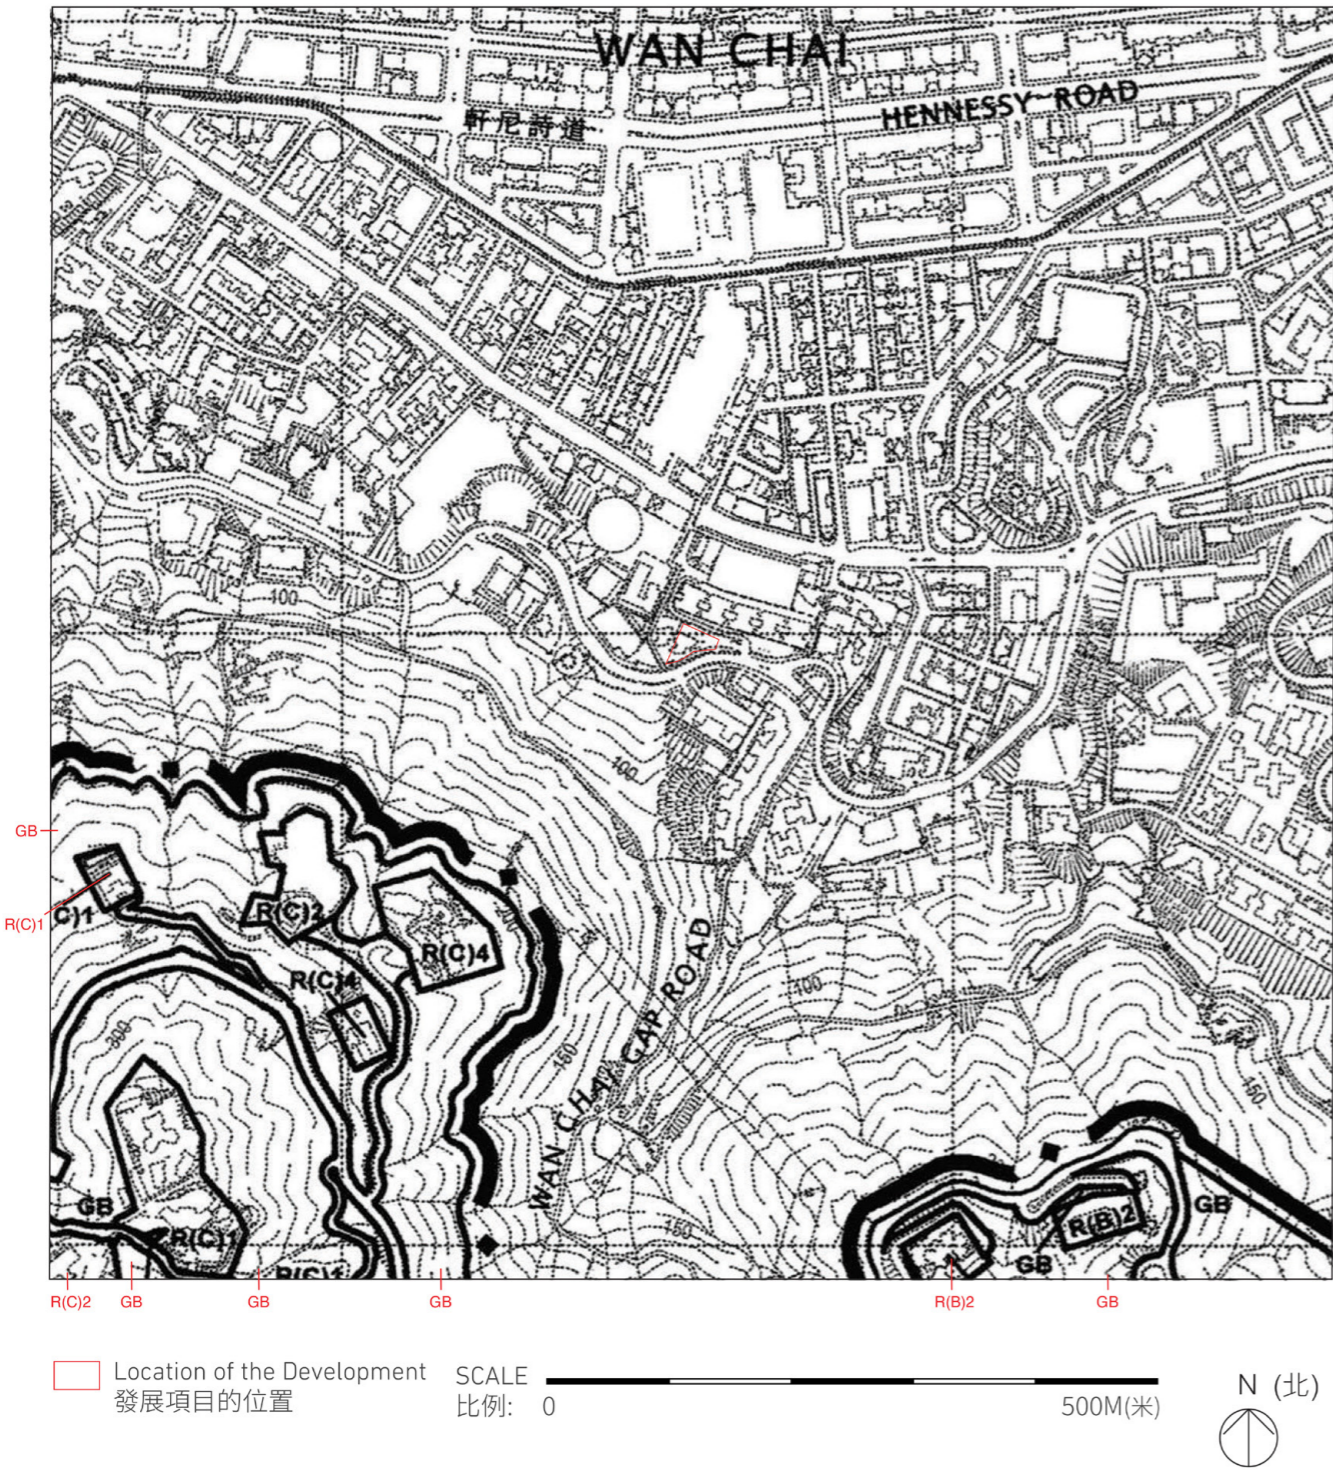 WAN CHAI
HENNESSY ROAD
軒尼詩道
100
100
GB
R(C)1
C)1
R(C)2
R(C)4
R(C)4
WAN CHAI GAP ROAD
100
300
150
150
150
GB
R(C)1
R(C)1
R(B)2
GB
GB
R(C)2
GB
GB
GB
R(B)2
GB
Location of the Development
發展項目的位置
SCALE
比例: 0 500M(米)
N (北)